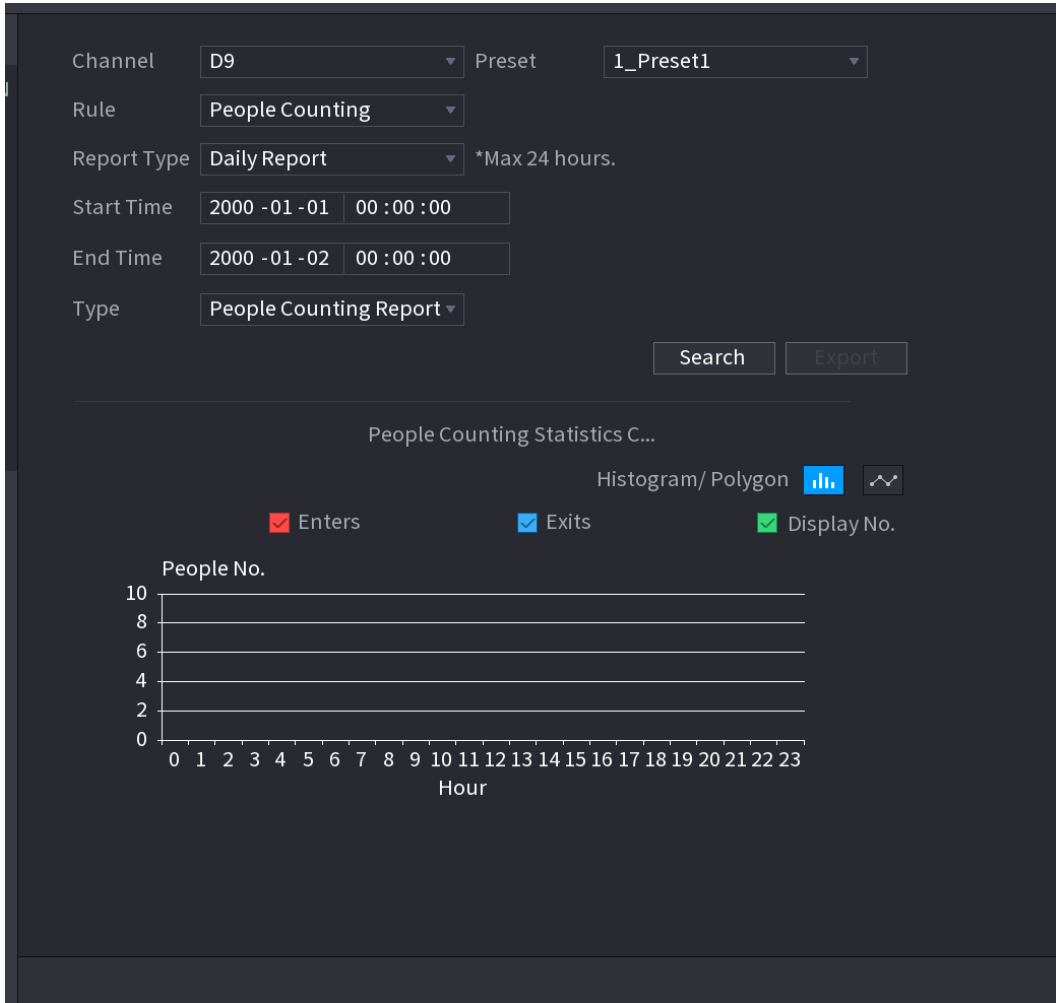 Channel D9 Preset 1_Preset1
Rule People Counting
Report Type Daily Report *Max 24 hours.
Start Time 2000 -01 -01 00 :00 :00
End Time 2000 -01 -02 00 :00 :00
Type People Counting Report
Search Export
People Counting Statistics C...
Histogram/ Polygon
Enters Exits Display No.
People No.
10
8
6
4
2
0
0 1 2 3 4 5 6 7 8 9 10 11 12 13 14 15 16 17 18 19 20 21 22 23
Hour